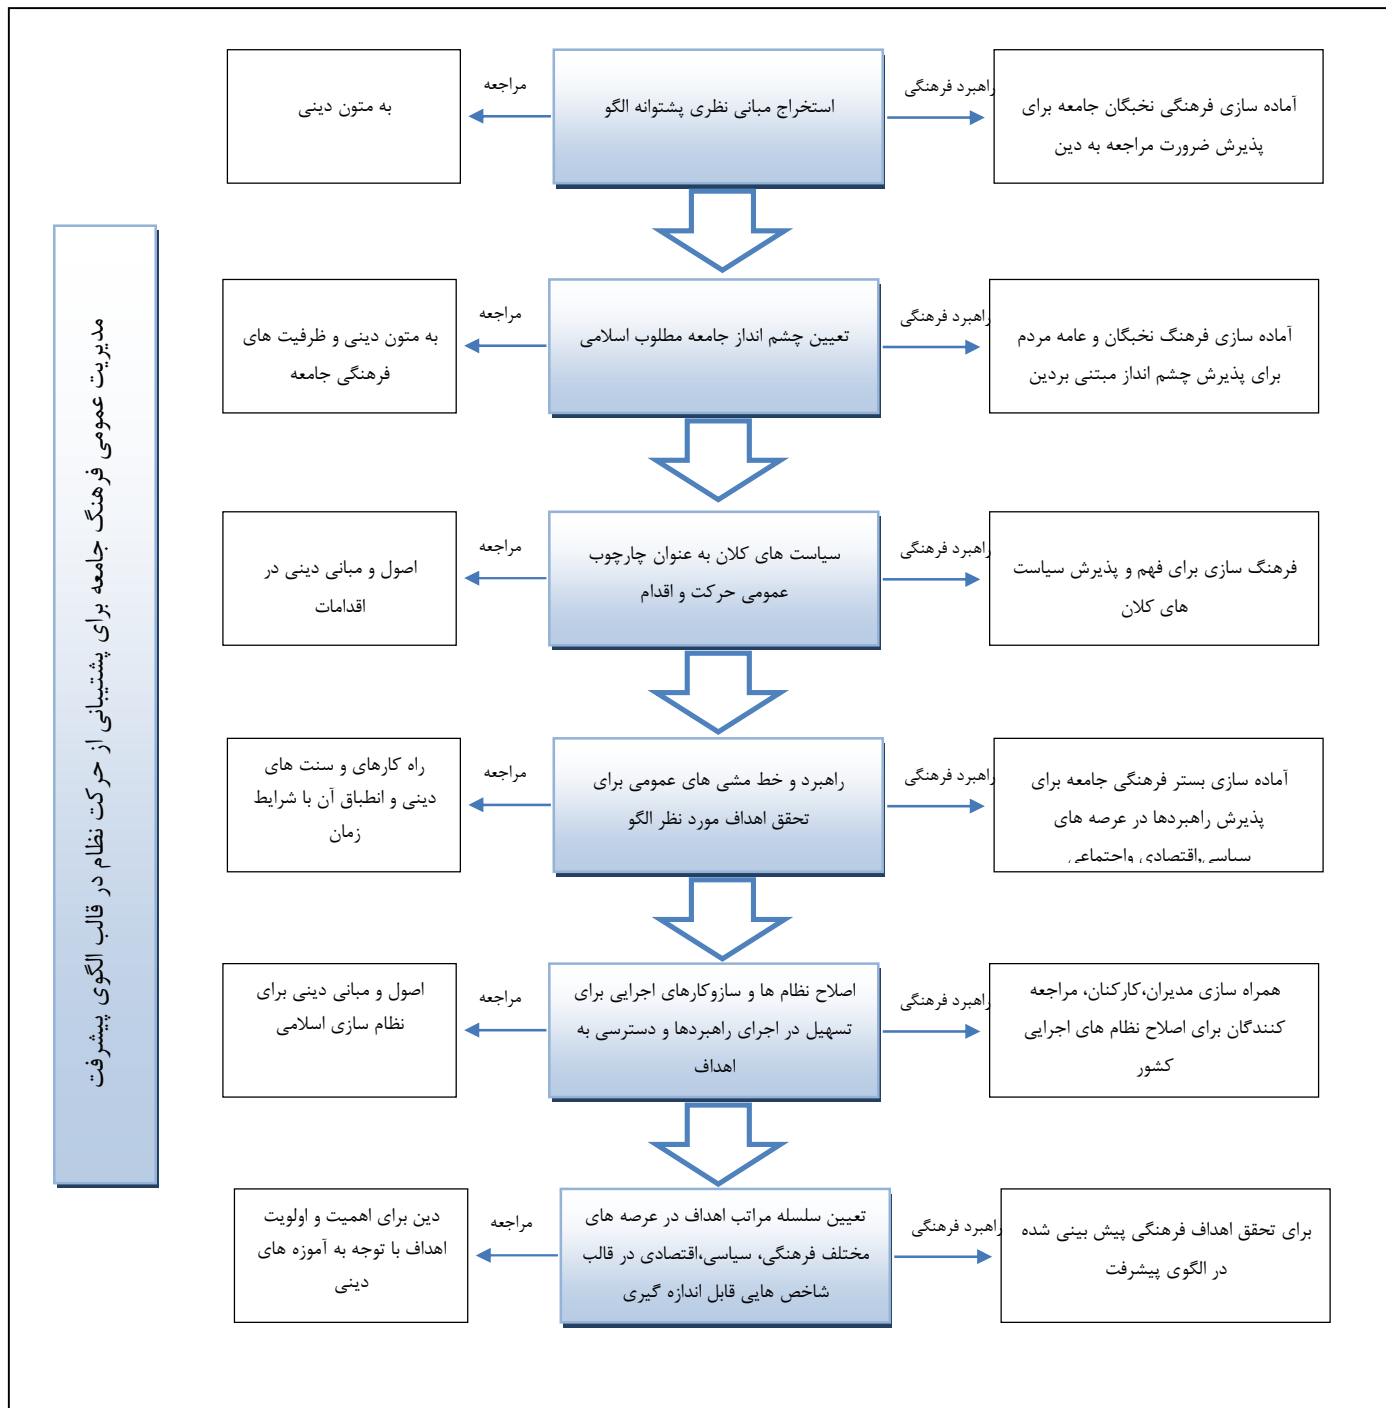 راهبرد فرهنگی
مراجعه
آماده سازی فرهنگی نخبگان جامعه برای
پذیرش ضرورت مراجعه به دین
استخراج مبانی نظری پشتوانه الگو
به متون دینی
راهبرد فرهنگی
مراجعه
آماده سازی فرهنگ نخبگان و عامه مردم
برای پذیرش چشم انداز مبتنی بردین
تعیین چشم انداز جامعه مطلوب اسلامی
به متون دینی و ظرفیت های
فرهنگی جامعه
راهبرد فرهنگی
مراجعه
فرهنگ سازی برای فهم و پذیرش سیاست
های کلان
سیاست های کلان به عنوان چارچوب
عمومی حرکت و اقدام
اصول و مبانی دینی در
اقدامات
راهبرد فرهنگی
مراجعه
آماده سازی بستر فرهنگی جامعه برای
پذیرش راهبردها در عرصه های
سیاسی,اقتصادی واجتماعی
راهبرد و خط مشی های عمومی برای
تحقق اهداف مورد نظر الگو
راه کارهای و سنت های
دینی و انطباق آن با شرایط
زمان
راهبرد فرهنگی
مراجعه
همراه سازی مدیران،کارکنان، مراجعه
کنندگان برای اصلاح نظام های اجرایی
کشور
اصلاح نظام ها و سازوکارهای اجرایی برای
تسهیل در اجرای راهبردها و دسترسی به
اهداف
اصول و مبانی دینی برای
نظام سازی اسلامی
راهبرد فرهنگی
مراجعه
برای تحقق اهداف فرهنگی پیش بینی شده
در الگوی پیشرفت
تعیین سلسله مراتب اهداف در عرصه های
مختلف فرهنگی، سیاسی,اقتصادی در قالب
شاخص هایی قابل اندازه گیری
دین برای اهمیت و اولویت
اهداف با توجه به آموزه های
دینی
مدیریت عمومی فرهنگ جامعه برای پشتیبانی از حرکت نظام در قالب الگوی پیشرفت